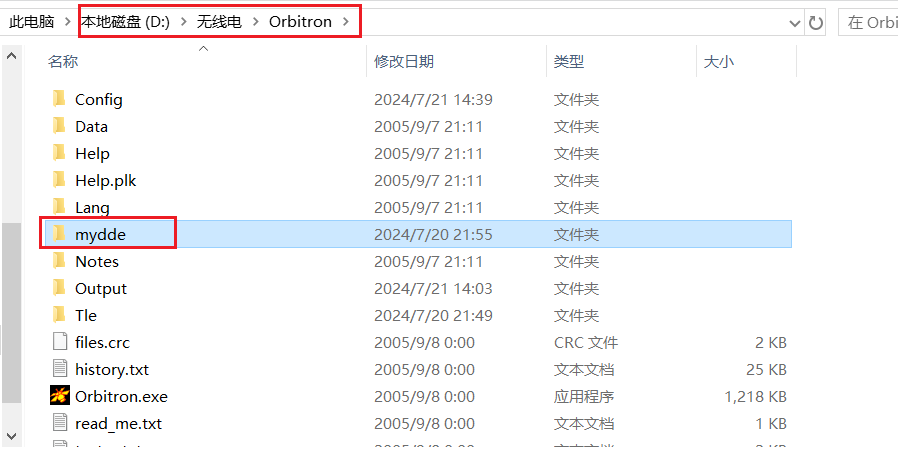 此电脑 > 本地磁盘 (D:) > 无线电 > Orbitron > 在 Orbi
名称 修改日期 类型 大小
Config 2024/7/21 14:39 文件夹
Data 2005/9/7 21:11 文件夹
Help 2005/9/7 21:11 文件夹
Help.plk 2005/9/7 21:11 文件夹
Lang 2005/9/7 21:11 文件夹
mydde 2024/7/20 21:55 文件夹
Notes 2005/9/7 21:11 文件夹
Output 2024/7/21 14:03 文件夹
Tle 2024/7/20 21:49 文件夹
files.crc 2005/9/8 0:00 CRC 文件 2 KB
history.txt 2005/9/8 0:00 文本文档 25 KB
Orbitron.exe 2005/9/8 0:00 应用程序 1,218 KB
read_me.txt 2005/9/8 0:00 文本文档 1 KB